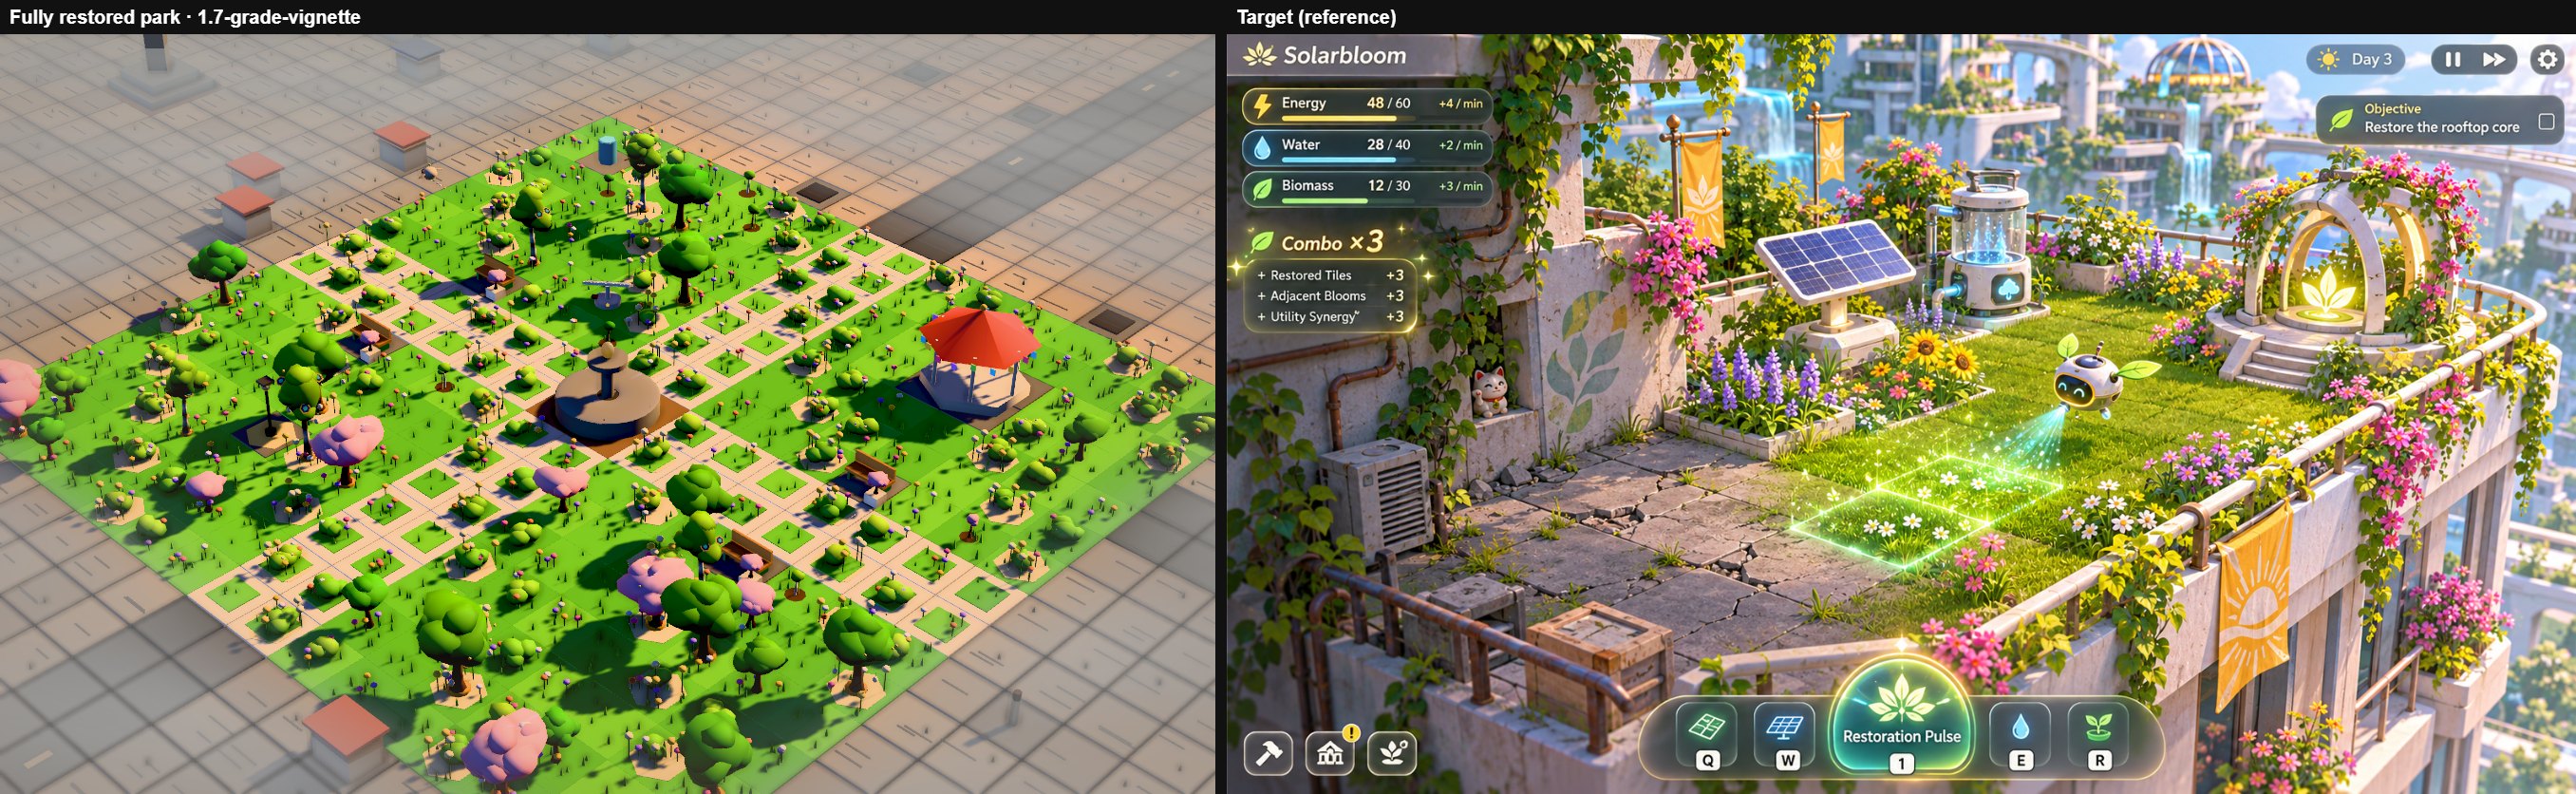 Fully restored park · 1.7-grade-vignette
Target (reference)
Solarbloom
Day 3
Energy 48 / 60 +4 / min
Water 28 / 40 +2 / min
Biomass 12 / 30 +3 / min
Objective
Restore the rooftop core
Combo ×3
+ Restored Tiles +3
+ Adjacent Blooms +3
+ Utility Synergy +3
!
Restoration Pulse
Q
W
1
E
R